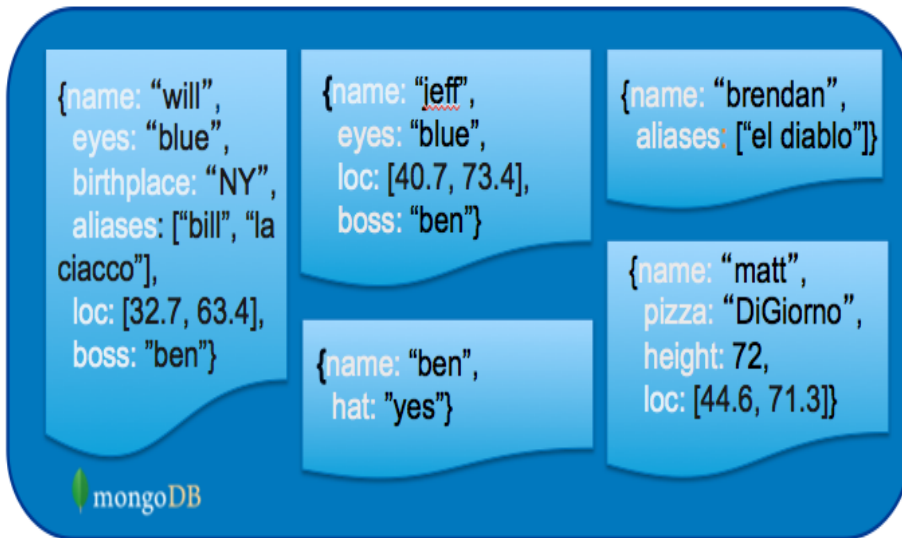 {name: “will”,
eyes: “blue”,
birthplace: “NY”,
aliases: [“bill”, “la
ciacco”],
loc: [32.7, 63.4],
boss: ”ben”}
{name: “jeff”,
eyes: “blue”,
loc: [40.7, 73.4],
boss: “ben”}
{name: “ben”,
hat: ”yes”}
{name: “brendan”,
aliases: [“el diablo”]}
{name: “matt”,
pizza: “DiGiorno”,
height: 72,
loc: [44.6, 71.3]}
mongoDB